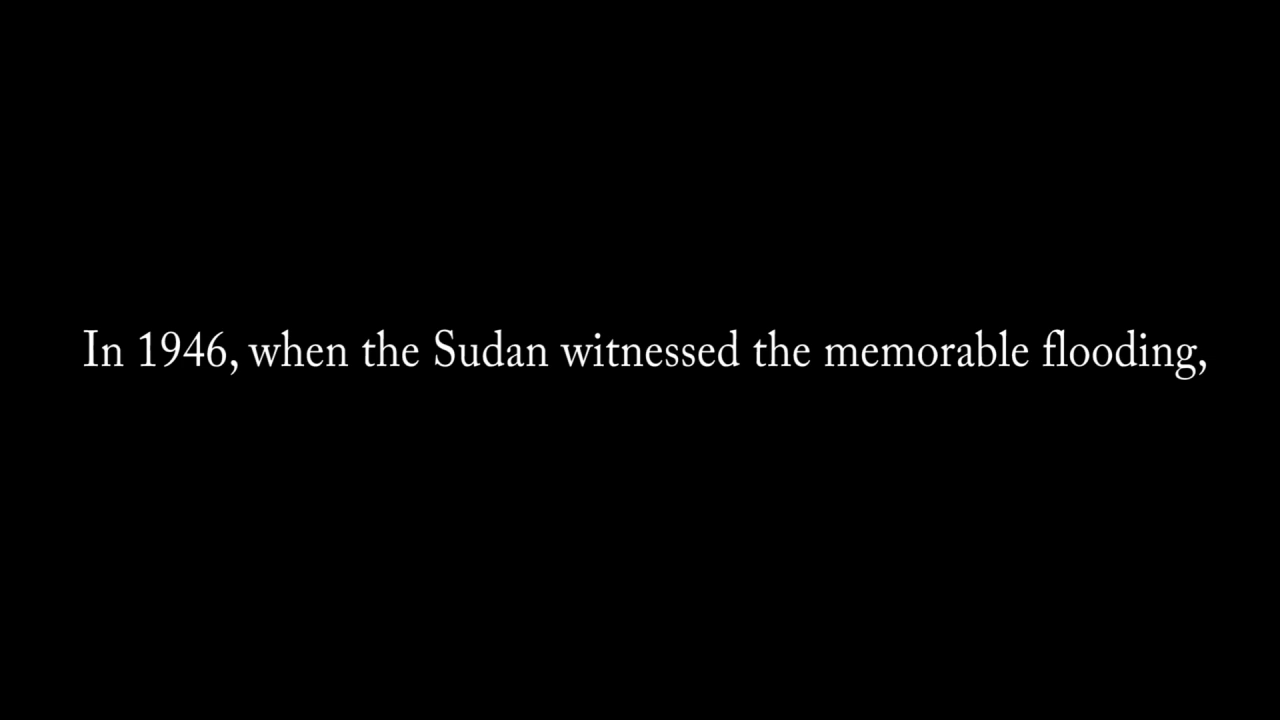 In 1946, when the Sudan witnessed the memorable flooding,